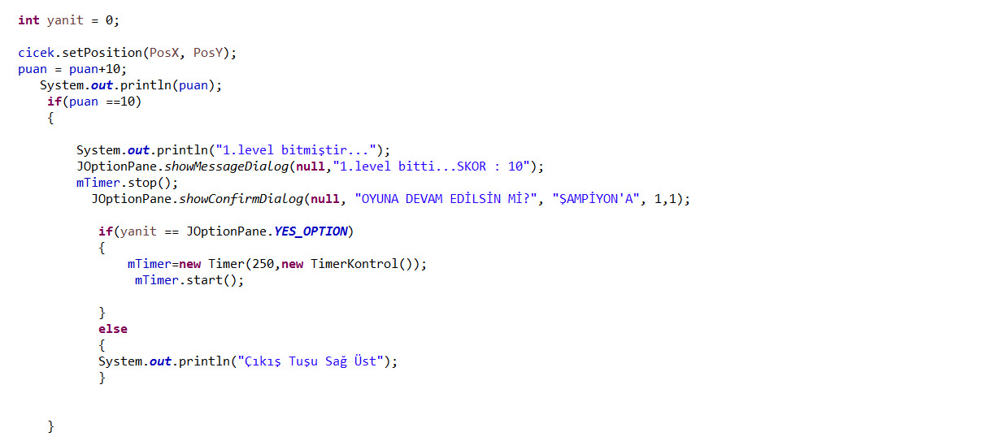 int yanit = 0;
cicek.setPosition(PosX, PosY);
puan = puan+10;
System.out.println(puan);
if(puan ==10)
{
System.out.println("1.level bitmiştir...");
JOptionPane.showMessageDialog(null,"1.level bitti...SKOR : 10");
mTimer.stop();
JOptionPane.showConfirmDialog(null, "OYUNA DEVAM EDİLSİN Mİ?", "ŞAMPİYON'A", 1,1);
if(yanit == JOptionPane.YES_OPTION)
{
mTimer=new Timer(250,new TimerKontrol());
mTimer.start();
}
else
{
System.out.println("Çıkış Tuşu Sağ Üst");
}
}